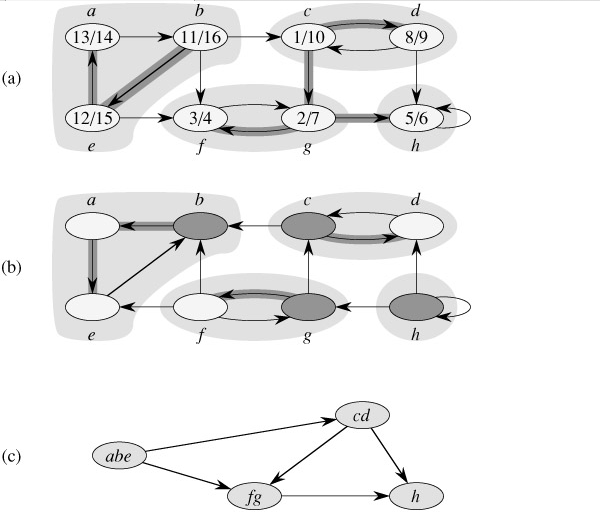 a b c d
13/14 11/16 1/10 8/9
(a)
12/15 3/4 2/7 5/6
e f g h
a b c d
(b)
e f g h
cd
(c) abe
fg h